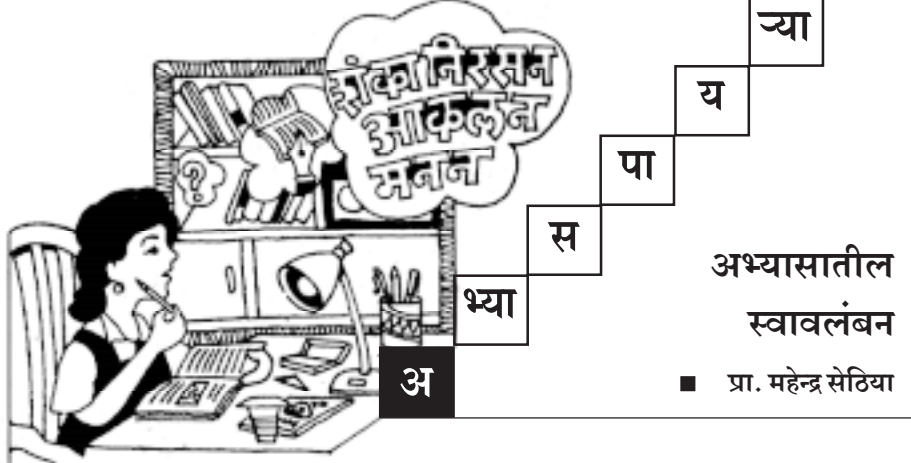 शंकानिरसन
आकलन
मनन
?
ऱ्या
य
पा
स
भ्या
अ
अभ्यासातील
स्वावलंबन
■ प्रा. महेन्द्र सेठिया